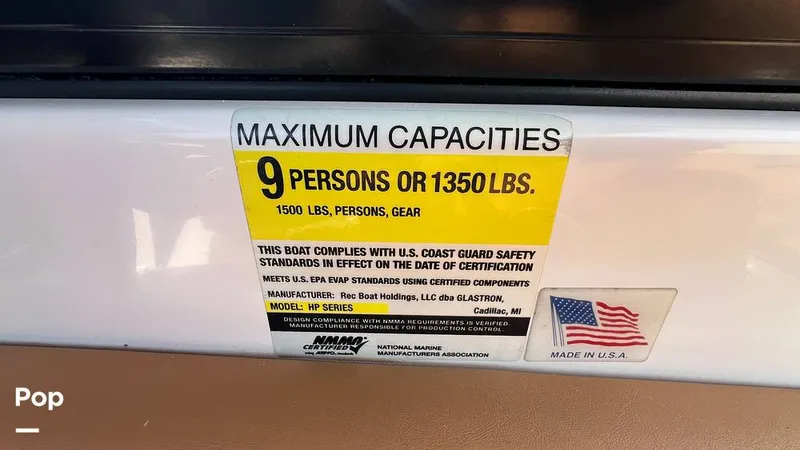 MAXIMUM CAPACITIES
9 PERSONS OR 1350 LBS.
1500 LBS, PERSONS, GEAR
THIS BOAT COMPLIES WITH U.S. COAST GUARD SAFETY
STANDARDS IN EFFECT ON THE DATE OF CERTIFICATION
MEETS U.S. EPA EVAP STANDARDS USING CERTIFIED COMPONENTS
MANUFACTURER: Rec Boat Holdings, LLC dba GLASTRON,
MODEL: HP SERIES Cadillac, MI
DESIGN COMPLIANCE WITH NMMA REQUIREMENTS IS VERIFIED.
MANUFACTURER RESPONSIBLE FOR PRODUCTION CONTROL.
NMMA
CERTIFIED NATIONAL MARINE
MANUFACTURERS ASSOCIATION
MADE IN U.S.A.
Pop